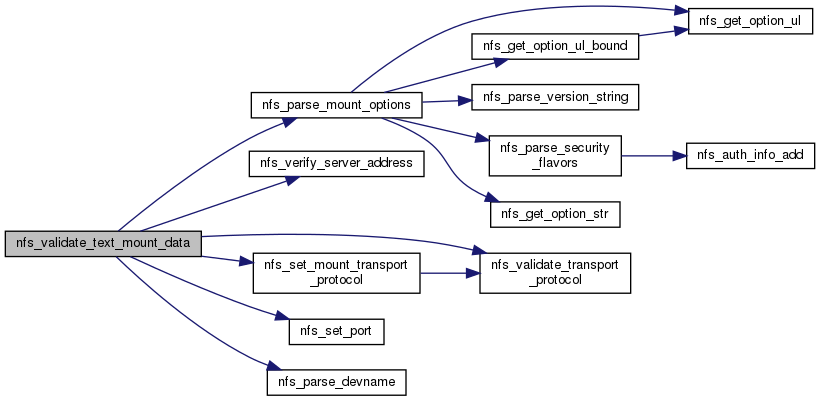 nfs_get_option_ul
nfs_get_option_ul_bound
nfs_parse_mount_options
nfs_parse_version_string
nfs_parse_security
_flavors
nfs_auth_info_add
nfs_verify_server_address
nfs_get_option_str
nfs_validate_text_mount_data
nfs_set_mount_transport
_protocol
nfs_validate_transport
_protocol
nfs_set_port
nfs_parse_devname